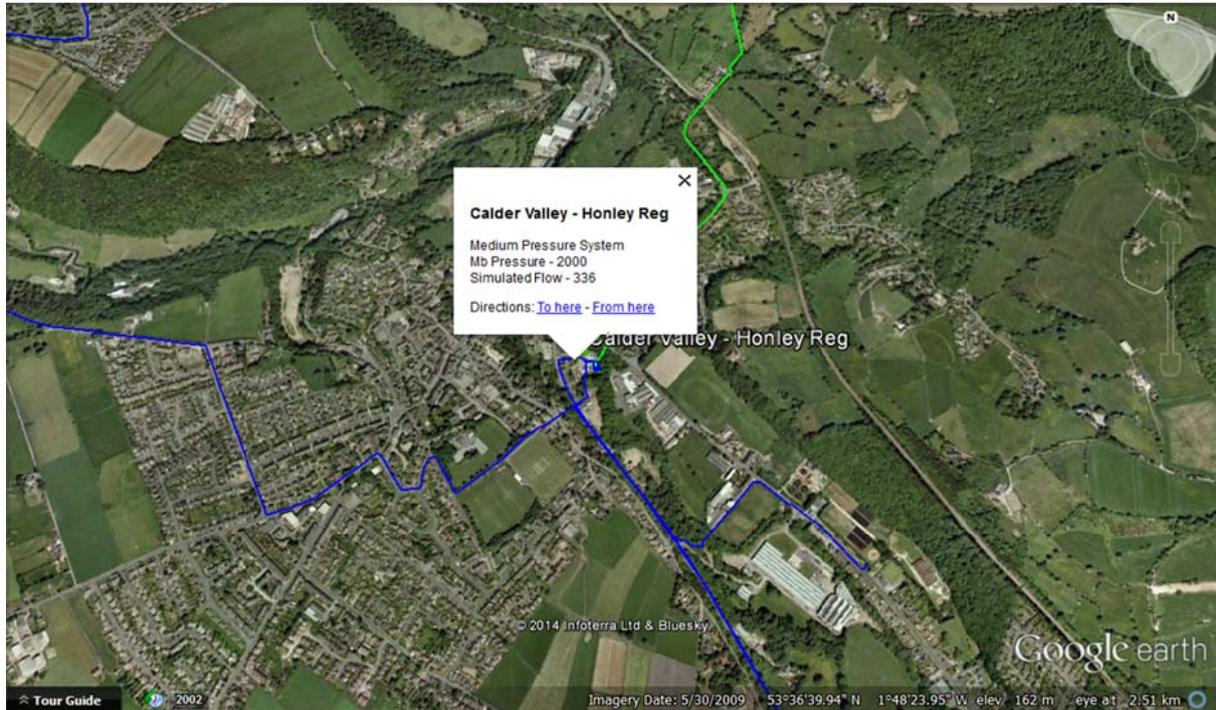 N
Calder Valley - Honley Reg
Medium Pressure System
Mb Pressure - 2000
Simulated Flow - 336
Directions: To here - From here
Calder Valley - Honley Reg
© 2014 Infoterra Ltd & Bluesky
Google earth
Tour Guide
2002
Imagery Date: 5/30/2009 53°36'39.94" N 1°48'23.95" W elev 162 m eye at 2.51 km